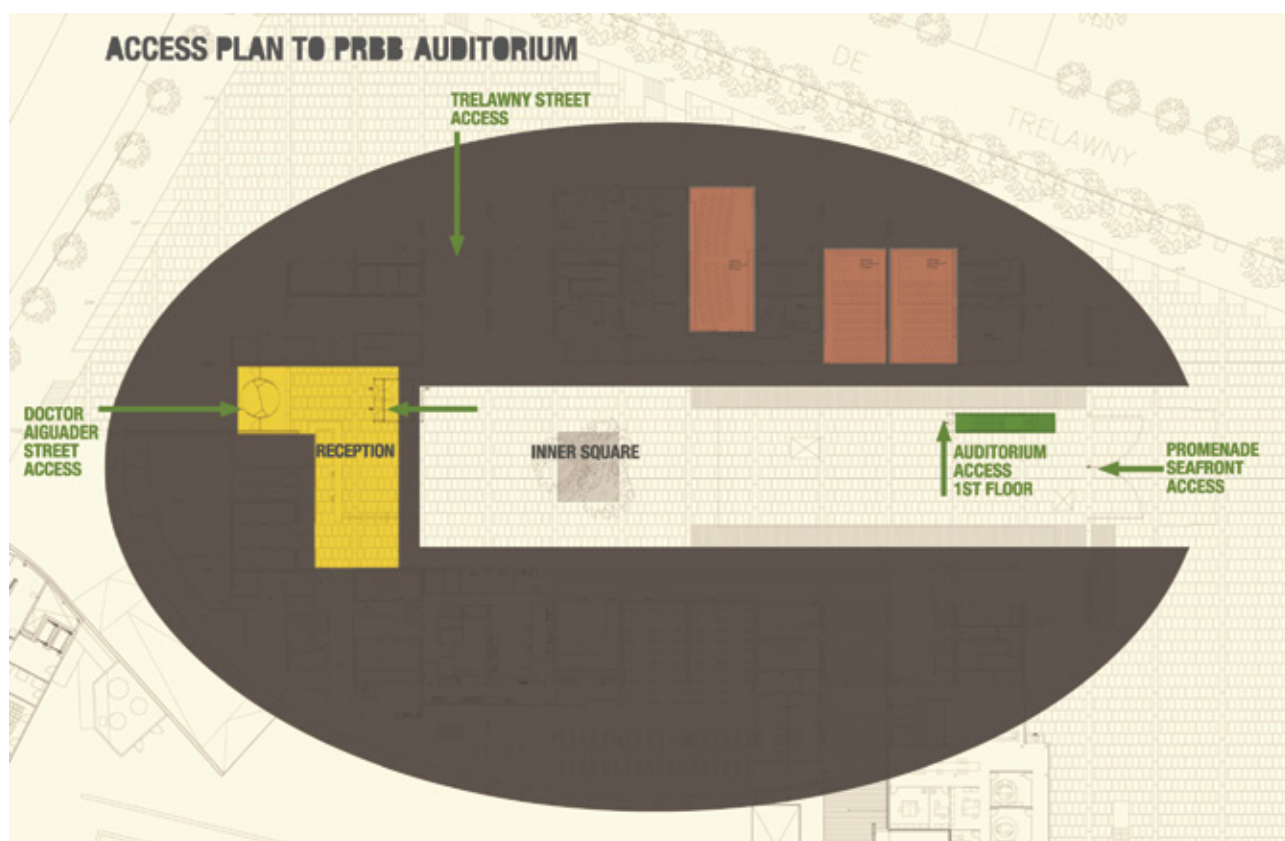 ACCESS PLAN TO PRBB AUDITORIUM
DE
TRELAWNY
TRELAWNY STREET
ACCESS
DOCTOR
AIGUADER
STREET
ACCESS
RECEPTION
INNER SQUARE
AUDITORIUM
ACCESS
1ST FLOOR
PROMENADE
SEAFRONT
ACCESS